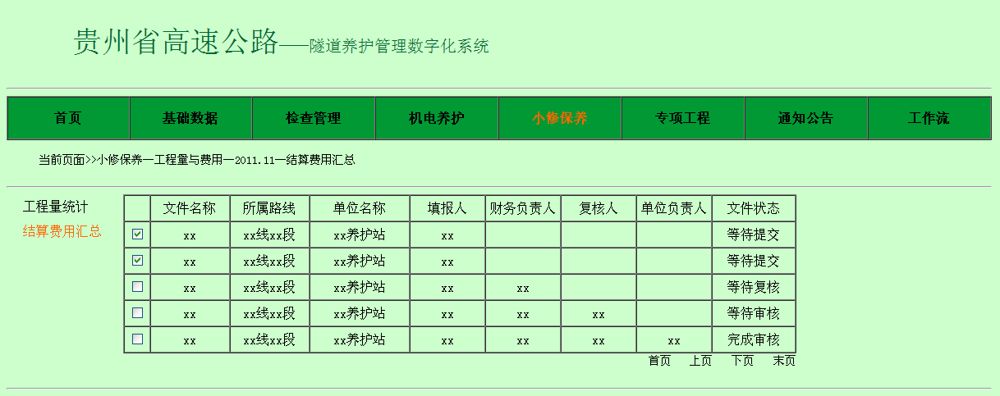 贵州省高速公路——隧道养护管理数字化系统
首页 基础数据 检查管理 机电养护 小修保养 专项工程 通知公告 工作流
当前页面>>小修保养—工程量与费用—2011.11—结算费用汇总
工程量统计
结算费用汇总
文件名称 所属路线 单位名称 填报人 财务负责人 复核人 单位负责人 文件状态
xx xx线xx段 xx养护站 xx 等待提交
xx xx线xx段 xx养护站 xx 等待提交
xx xx线xx段 xx养护站 xx xx 等待复核
xx xx线xx段 xx养护站 xx xx xx 等待审核
xx xx线xx段 xx养护站 xx xx xx xx 完成审核
首页 上页 下页 末页